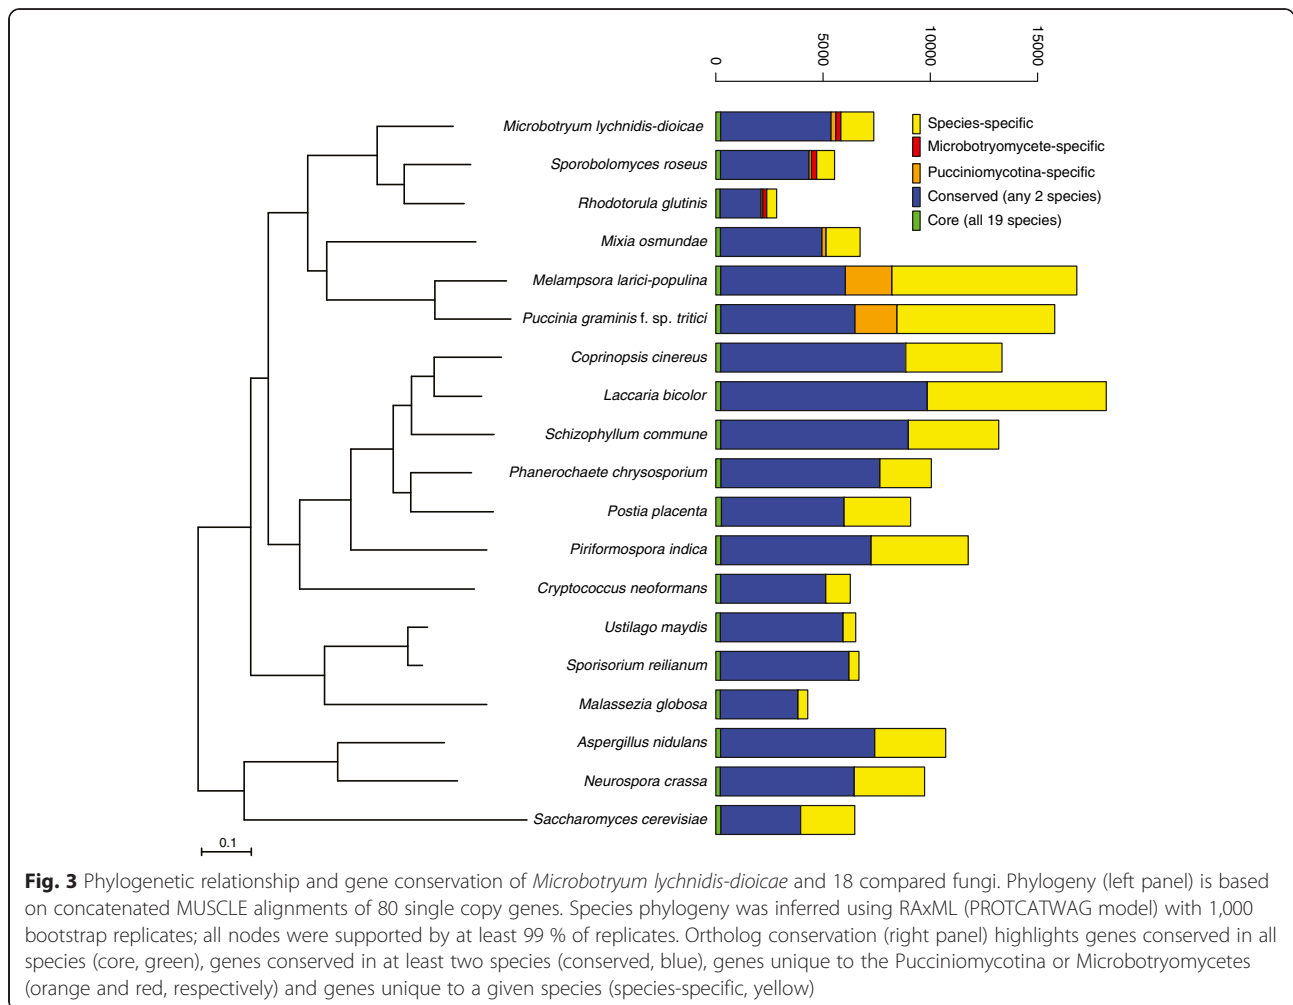 0
5000
10000
15000
Microbotryum lychnidis-dioicae
Sporobolomyces roseus
Rhodotorula glutinis
Mixia osmundae
Melampsora larici-populina
Puccinia graminis f. sp. tritici
Coprinopsis cinereus
Laccaria bicolor
Schizophyllum commune
Phanerochaete chrysosporium
Postia placenta
Piriformospora indica
Cryptococcus neoformans
Ustilago maydis
Sporisorium reilianum
Malassezia globosa
Aspergillus nidulans
Neurospora crassa
Saccharomyces cerevisiae
Species-specific
Microbotryomycete-specific
Pucciniomycotina-specific
Conserved (any 2 species)
Core (all 19 species)
0.1
Fig. 3 Phylogenetic relationship and gene conservation of Microbotryum lychnidis-dioicae and 18 compared fungi. Phylogeny (left panel) is based
on concatenated MUSCLE alignments of 80 single copy genes. Species phylogeny was inferred using RAxML (PROTCATWAG model) with 1,000
bootstrap replicates; all nodes were supported by at least 99 % of replicates. Ortholog conservation (right panel) highlights genes conserved in all
species (core, green), genes conserved in at least two species (conserved, blue), genes unique to the Pucciniomycotina or Microbotryomycetes
(orange and red, respectively) and genes unique to a given species (species-specific, yellow)